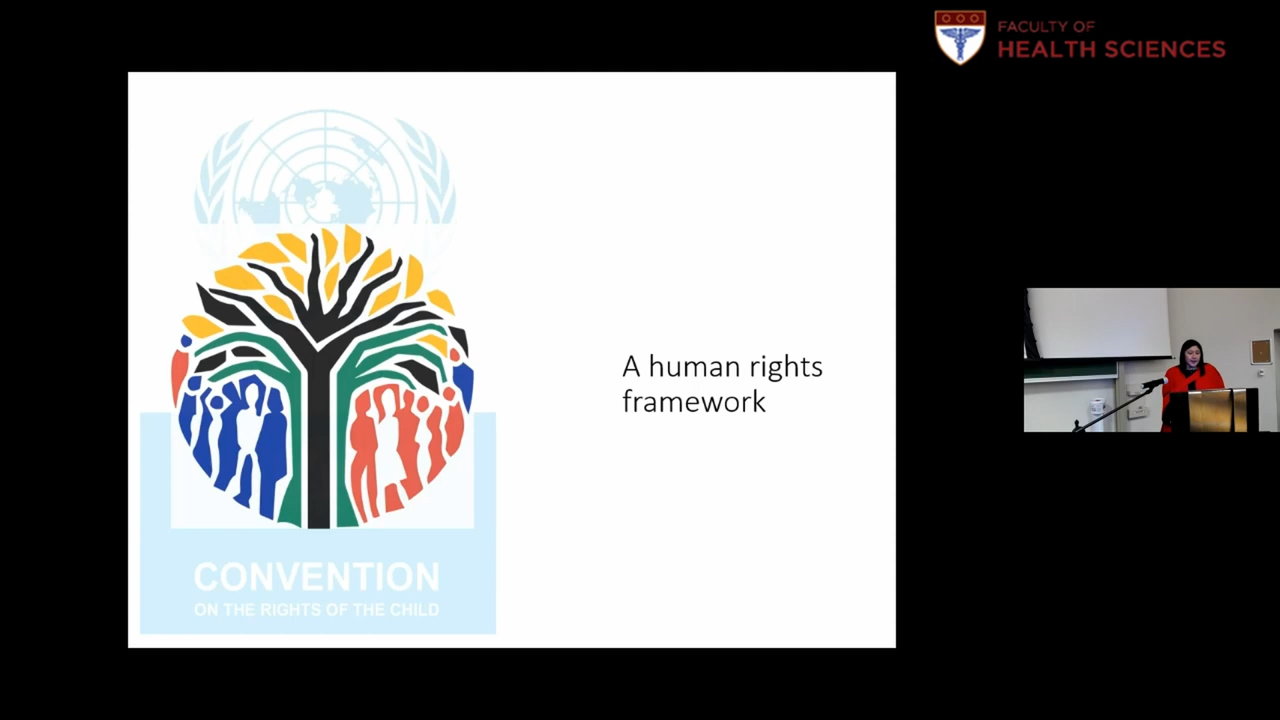 FACULTY OF
HEALTH SCIENCES
A human rights
framework
CONVENTION
ON THE RIGHTS OF THE CHILD